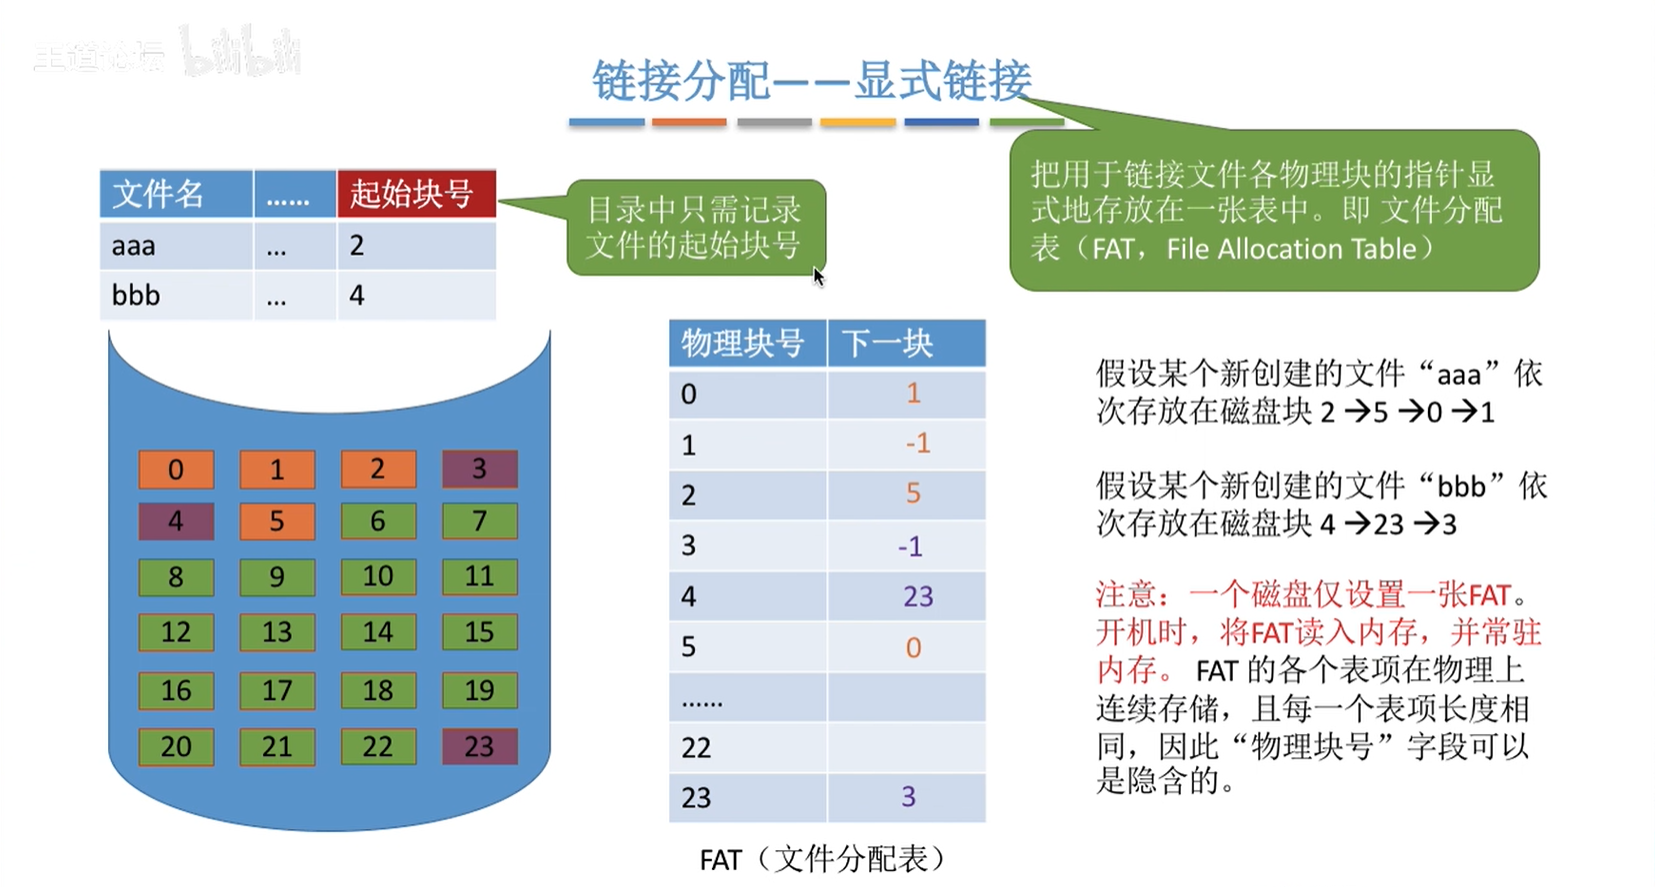 王道论坛 bilibili
链接分配——显式链接
把用于链接文件各物理块的指针显
式地存放在一张表中。即 文件分配
表（FAT，File Allocation Table）
文件名 …… 起始块号
aaa ... 2
bbb ... 4
目录中只需记录
文件的起始块号
0 1 2 3
4 5 6 7
8 9 10 11
12 13 14 15
16 17 18 19
20 21 22 23
物理块号 下一块
0 1
1 -1
2 5
3 -1
4 23
5 0
……
22
23 3
FAT（文件分配表）
假设某个新创建的文件“aaa”依
次存放在磁盘块 2 →5 →0 →1
假设某个新创建的文件“bbb”依
次存放在磁盘块 4 →23 →3
注意：一个磁盘仅设置一张FAT。
开机时，将FAT读入内存，并常驻
内存。 FAT 的各个表项在物理上
连续存储，且每一个表项长度相
同，因此“物理块号”字段可以
是隐含的。